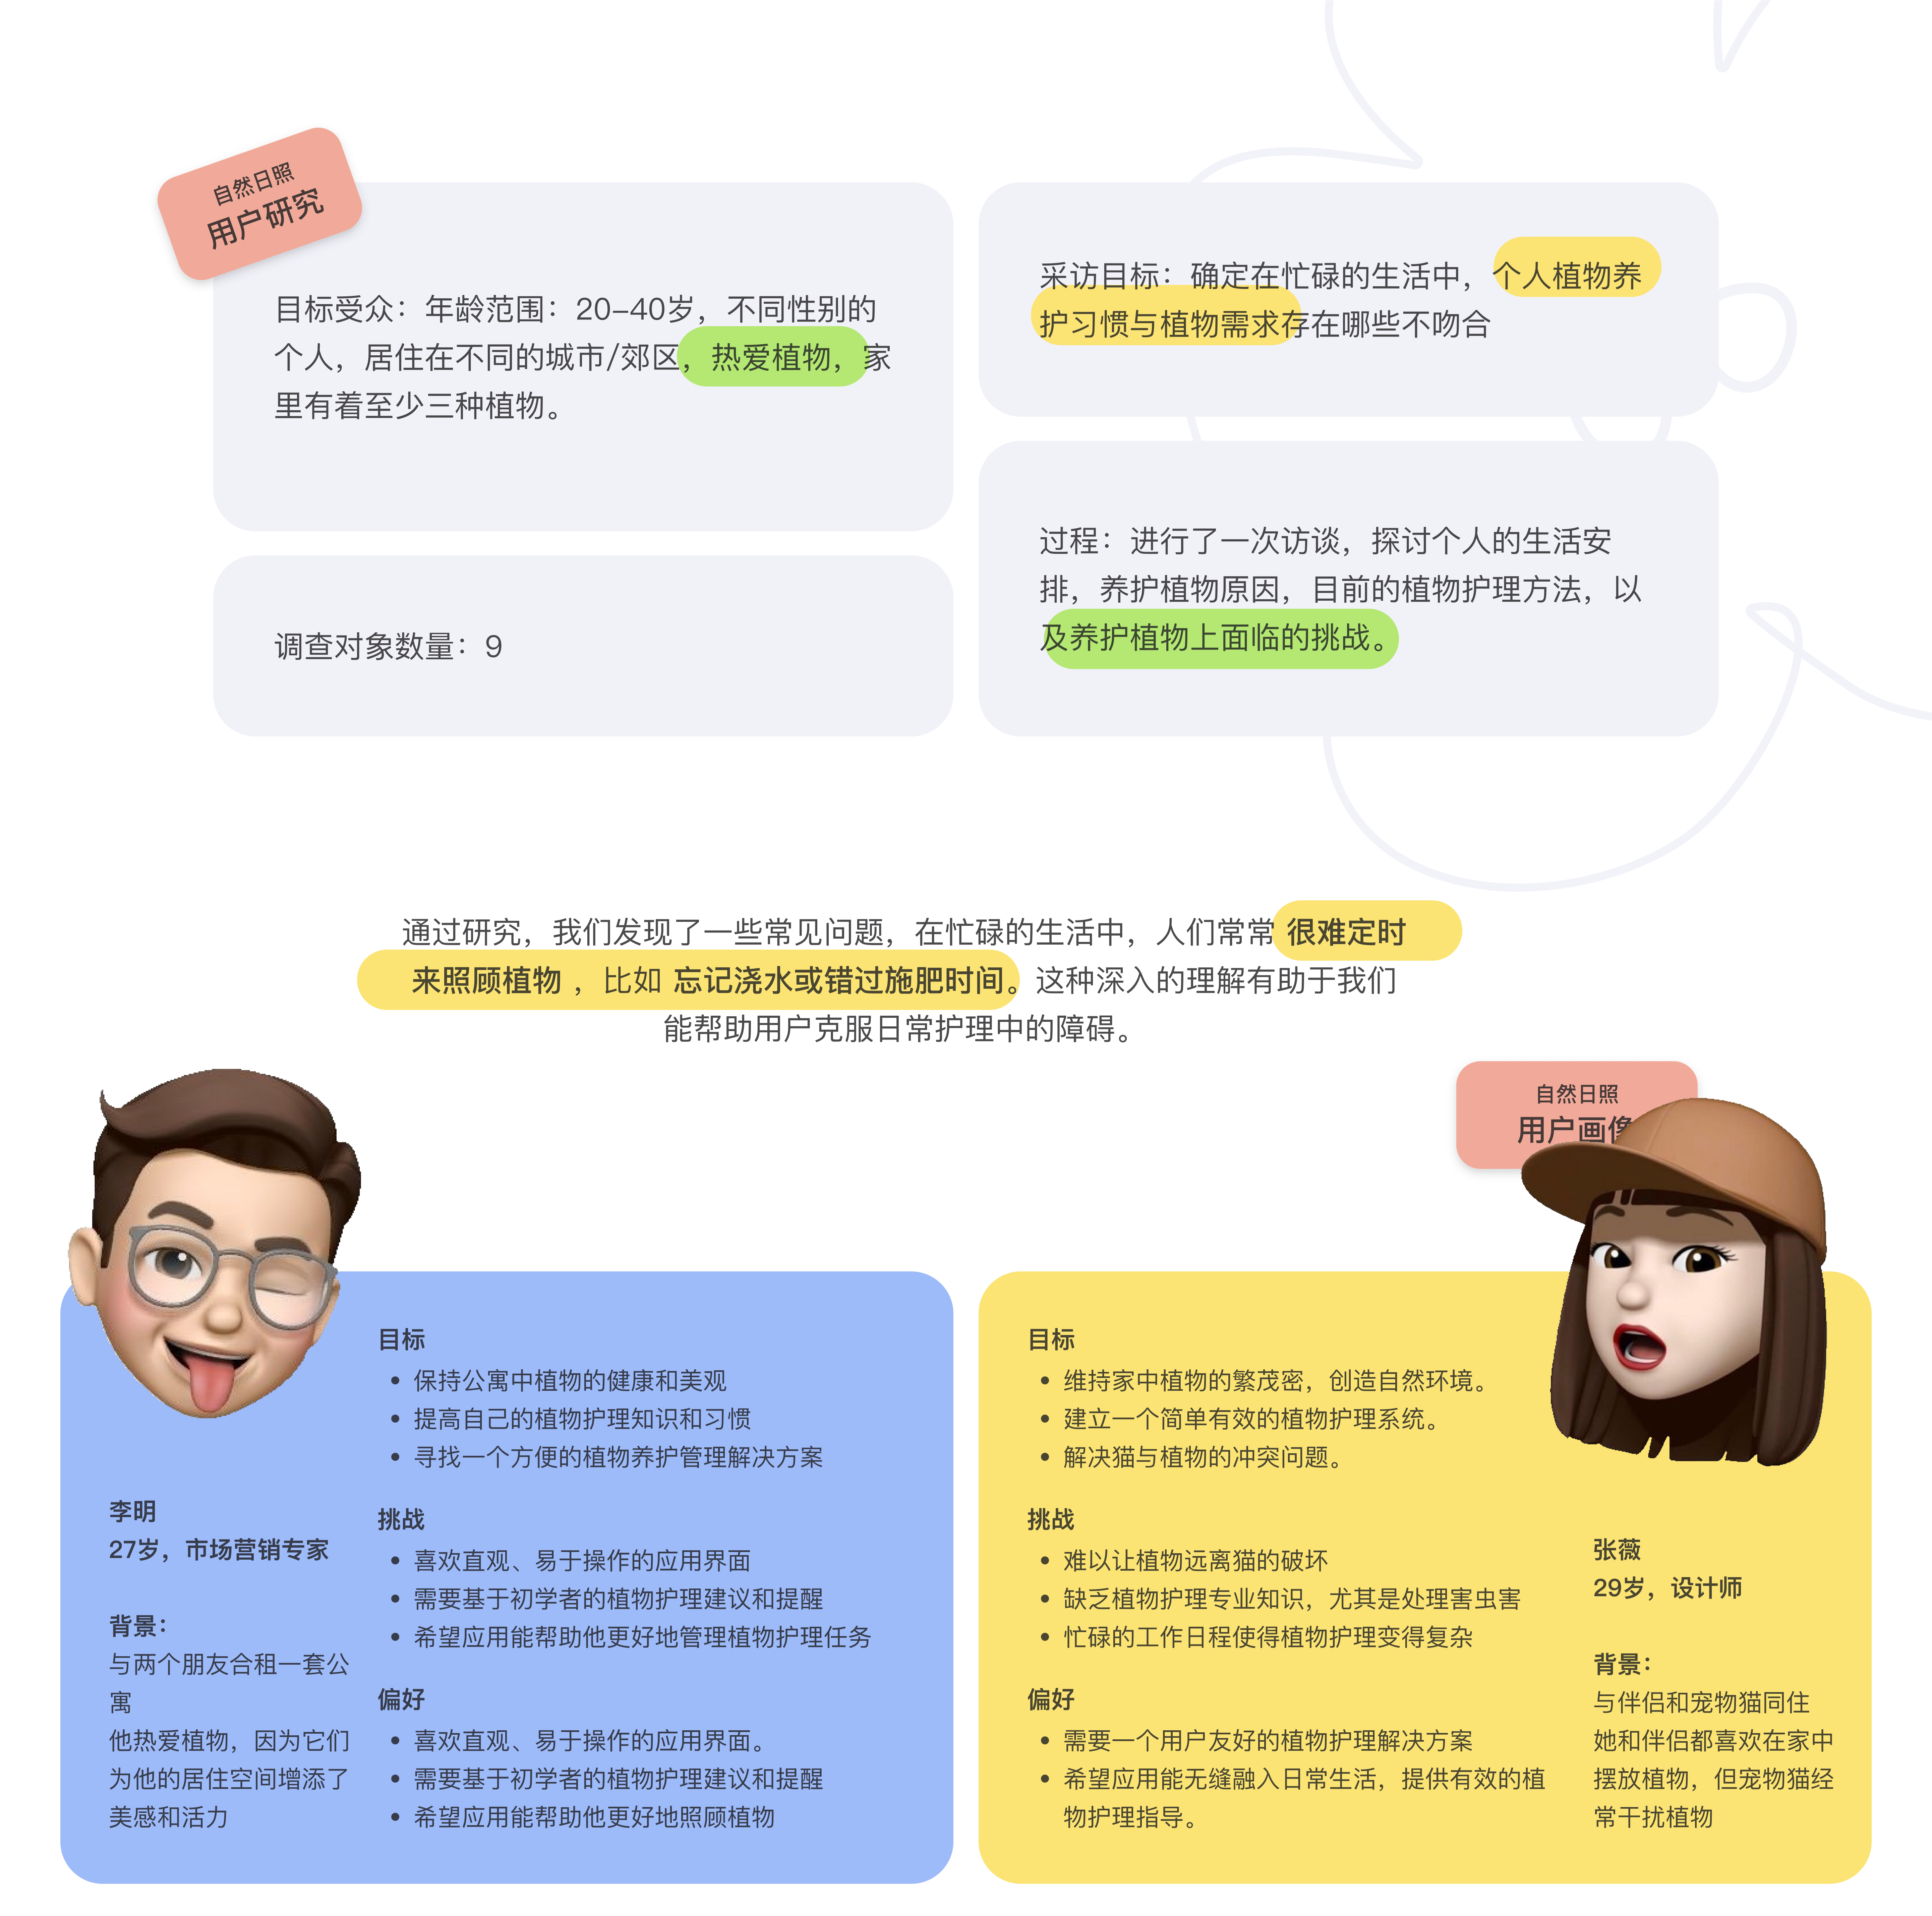 自然日照
用户研究
目标受众：年龄范围：20-40岁，不同性别的
个人，居住在不同的城市/郊区，热爱植物，家
里有着至少三种植物。
调查对象数量：9
采访目标：确定在忙碌的生活中，个人植物养
护习惯与植物需求存在哪些不吻合
过程：进行了一次访谈，探讨个人的生活安
排，养护植物原因，目前的植物护理方法，以
及养护植物上面临的挑战。
通过研究，我们发现了一些常见问题，在忙碌的生活中，人们常常 很难定时
来照顾植物 ，比如 忘记浇水或错过施肥时间。这种深入的理解有助于我们
能帮助用户克服日常护理中的障碍。
自然日照
用户画像
李明
27岁，市场营销专家
背景：
与两个朋友合租一套公
寓
他热爱植物，因为它们
为他的居住空间增添了
美感和活力
目标
• 保持公寓中植物的健康和美观
• 提高自己的植物护理知识和习惯
• 寻找一个方便的植物养护管理解决方案
挑战
• 喜欢直观、易于操作的应用界面
• 需要基于初学者的植物护理建议和提醒
• 希望应用能帮助他更好地管理植物护理任务
偏好
• 喜欢直观、易于操作的应用界面。
• 需要基于初学者的植物护理建议和提醒
• 希望应用能帮助他更好地照顾植物
目标
• 维持家中植物的繁茂密，创造自然环境。
• 建立一个简单有效的植物护理系统。
• 解决猫与植物的冲突问题。
挑战
• 难以让植物远离猫的破坏
• 缺乏植物护理专业知识，尤其是处理害虫害
• 忙碌的工作日程使得植物护理变得复杂
偏好
• 需要一个用户友好的植物护理解决方案
• 希望应用能无缝融入日常生活，提供有效的植
物护理指导。
张薇
29岁，设计师
背景：
与伴侣和宠物猫同住
她和伴侣都喜欢在家中
摆放植物，但宠物猫经
常干扰植物